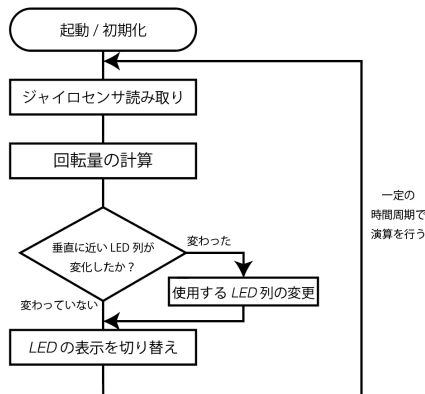 起動 / 初期化
ジャイロセンサ読み取り
回転量の計算
垂直に近い LED 列が
変化したか？
変わった
使用する LED 列の変更
変わっていない
LED の表示を切り替え
一定の
時間周期で
演算を行う